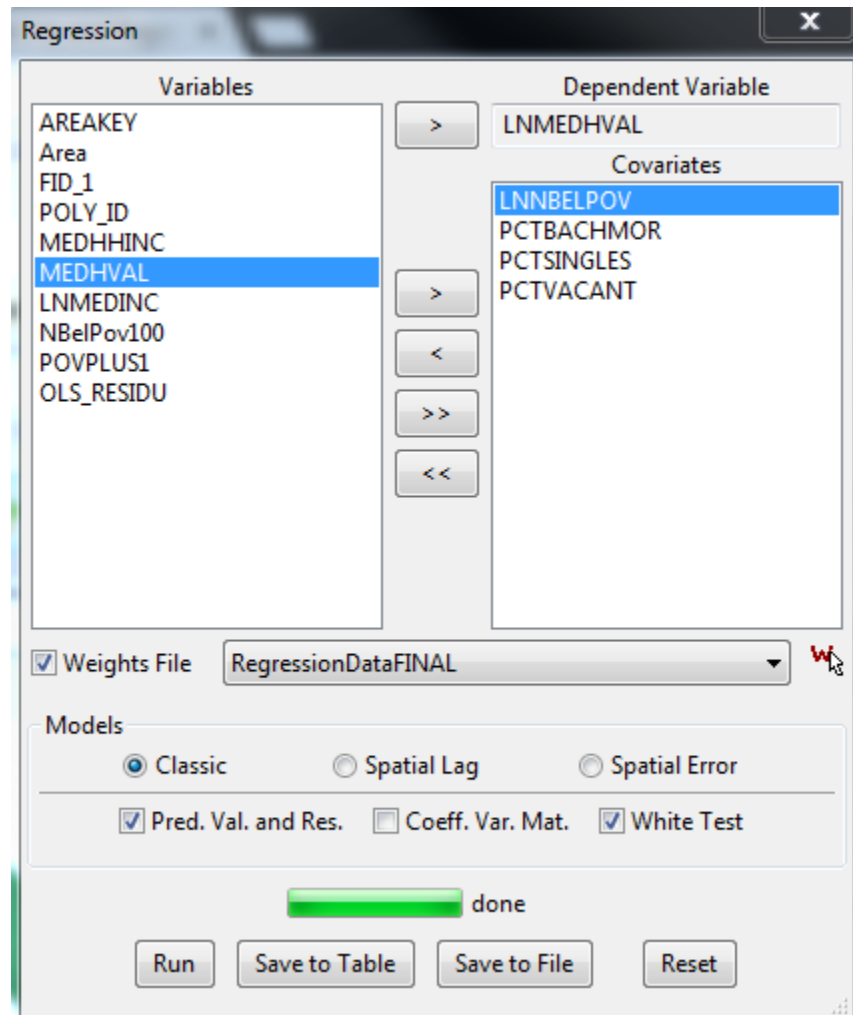 Regression
x
Variables
AREAKEY
Area
FID_1
POLY_ID
MEDHHINC
MEDHVAL
LNMEDINC
NBelPov100
POVPLUS1
OLS_RESIDU
>
>
<
>>
<<
Dependent Variable
LNMEDHVAL
Covariates
LNNBELPOV
PCTBACHMOR
PCTSINGLES
PCTVACANT
Weights File RegressionDataFINAL W
Models
Classic Spatial Lag Spatial Error
Pred. Val. and Res. Coeff. Var. Mat. White Test
done
Run Save to Table Save to File Reset